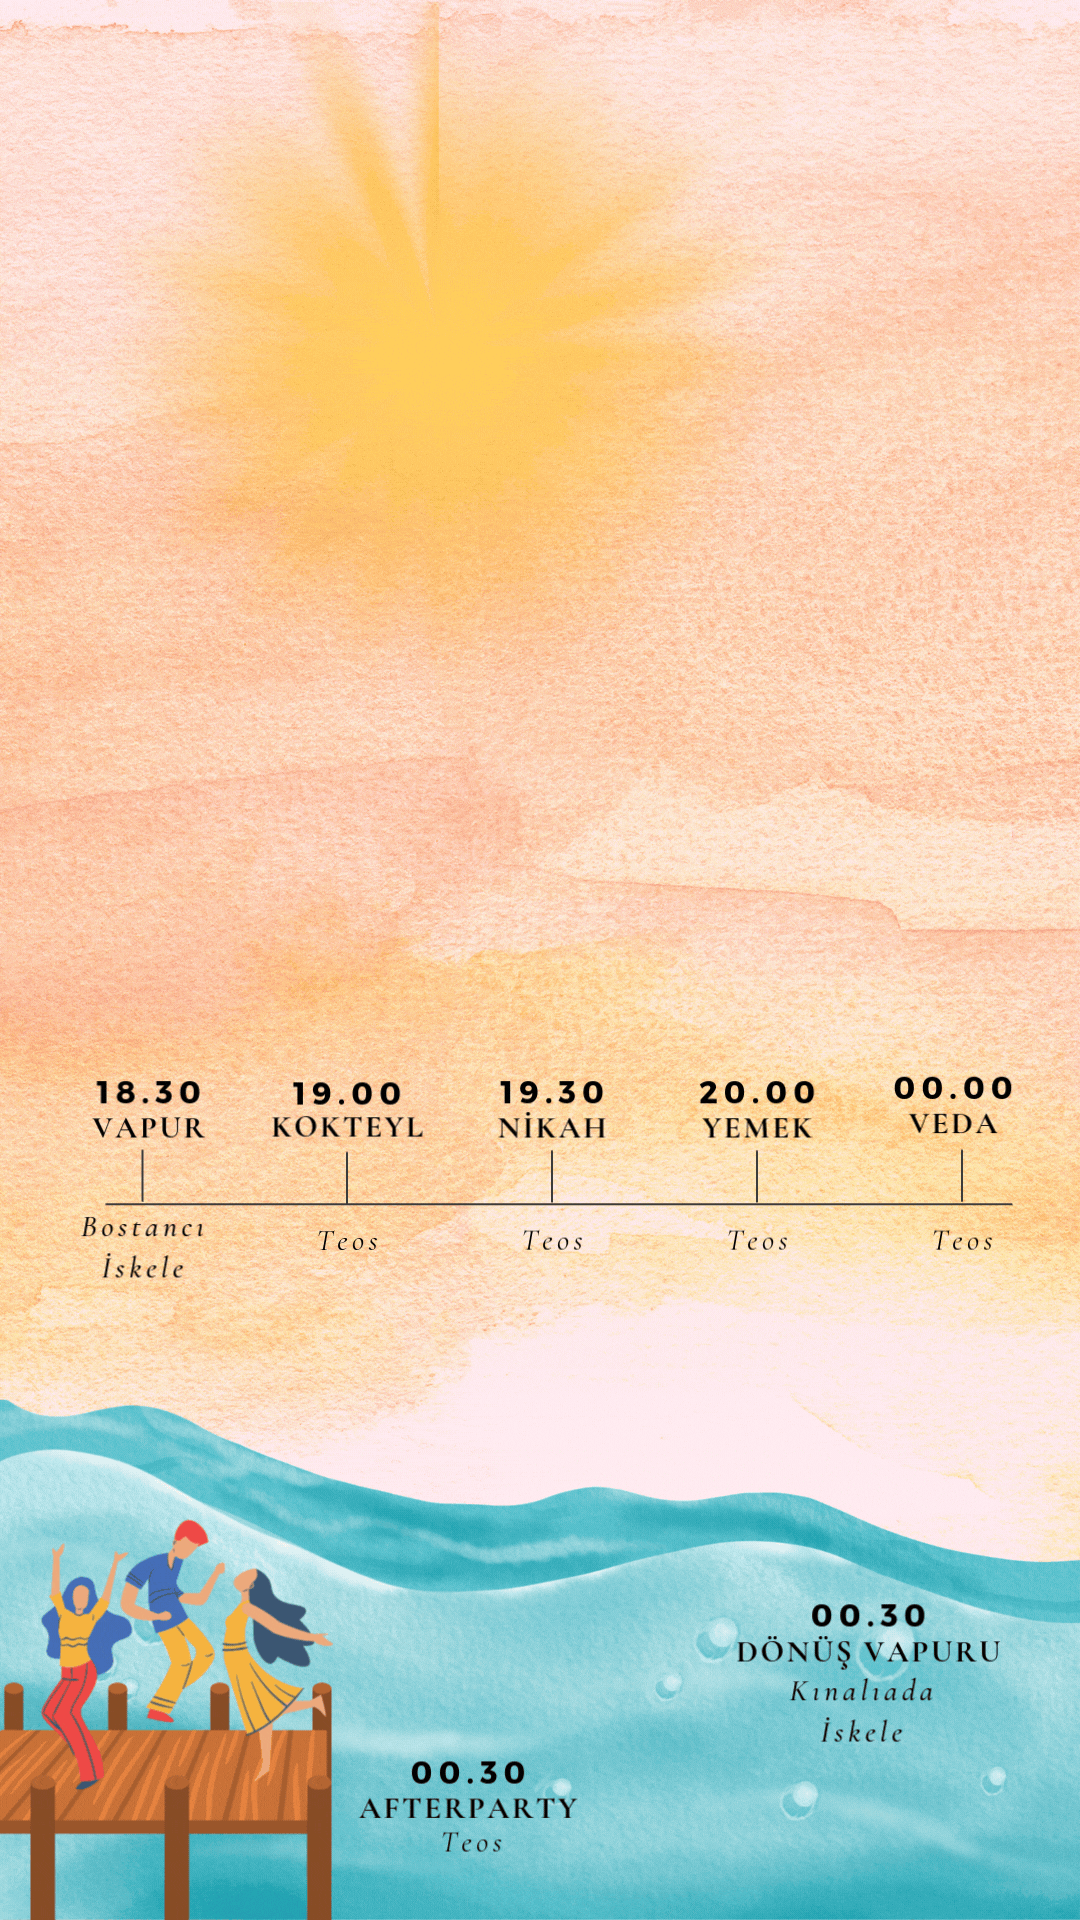 18.30
VAPUR
Bostancı
İskele
19.00
KOKTEYL
Teos
19.30
NİKAH
Teos
20.00
YEMEK
Teos
00.00
VEDA
Teos
00.30
DÖNÜŞ VAPURU
Kınalıada
İskele
00.30
AFTERPARTY
Teos